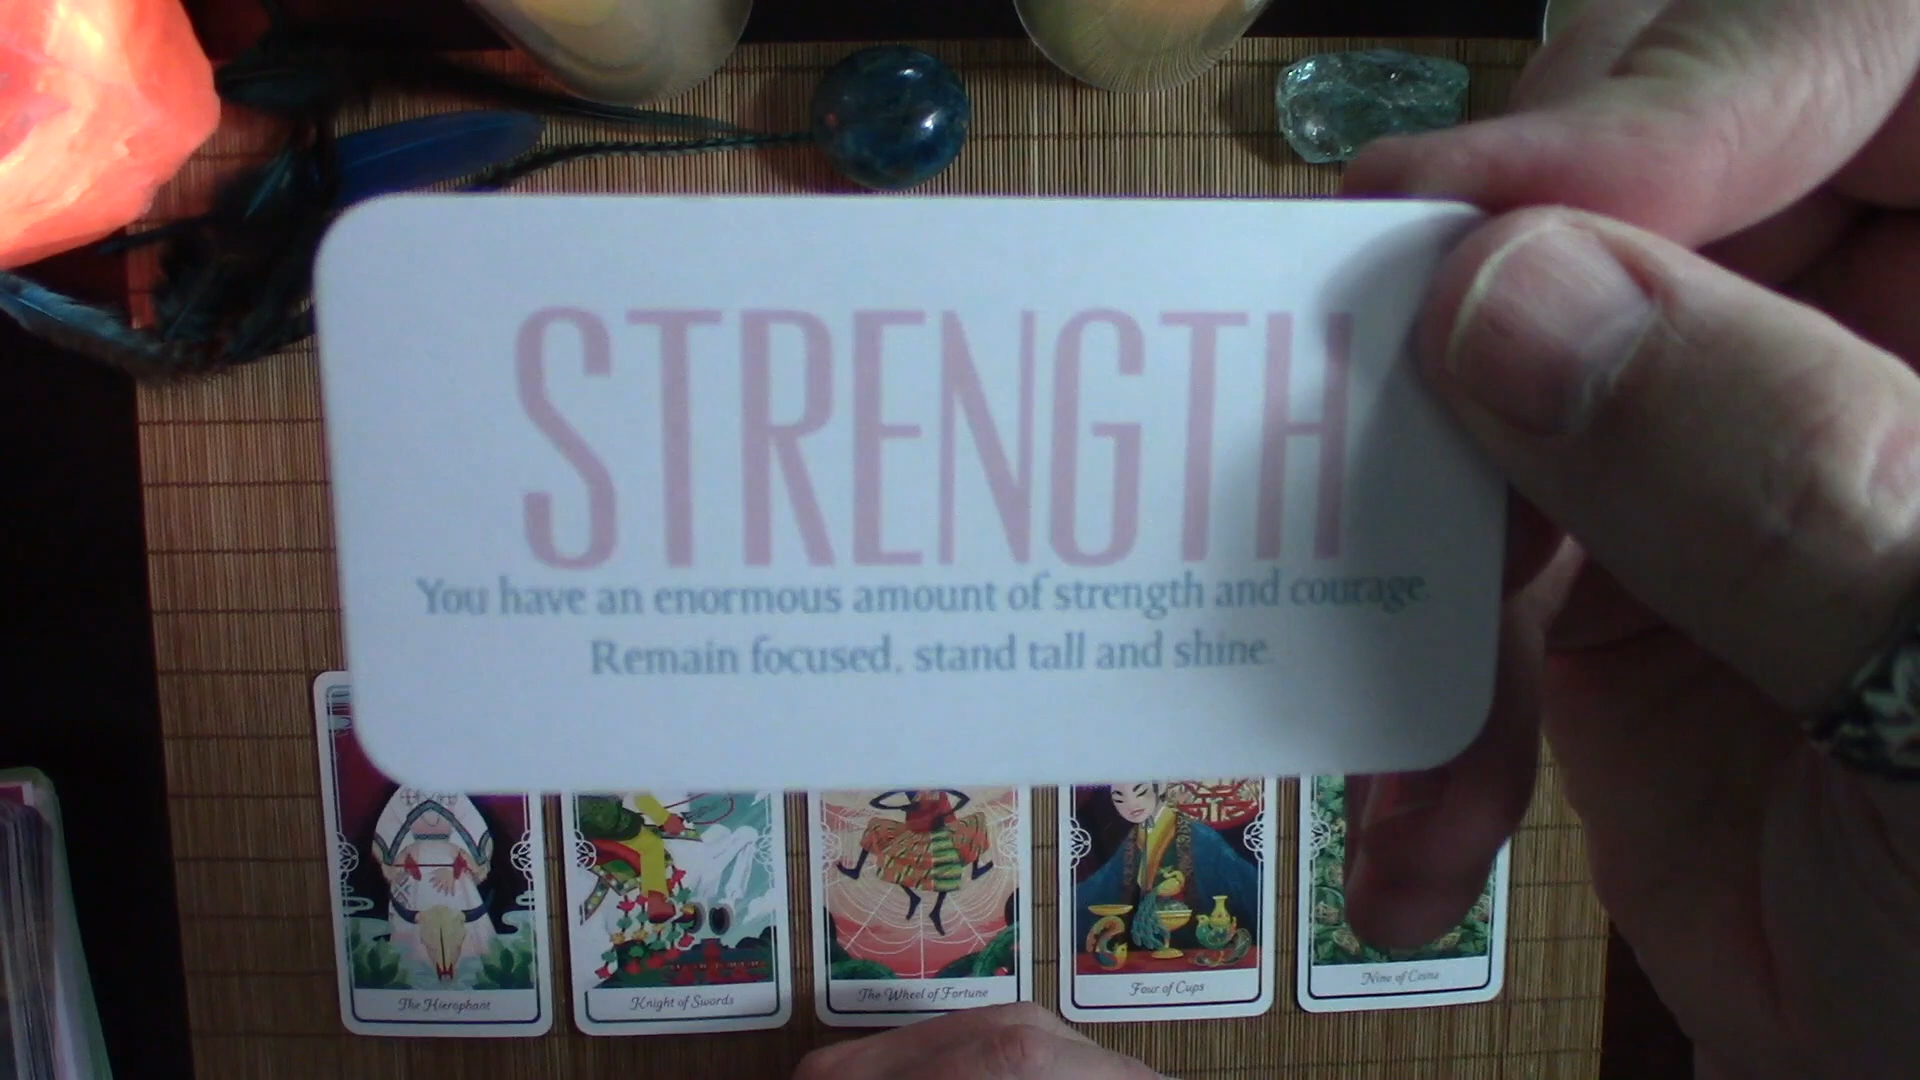 STRENGTH
You have an enormous amount of strength and courage.
Remain focused, stand tall and shine.
The Hierophant
Knight of Swords
The Wheel of Fortune
Four of Cups
Nine of Coins